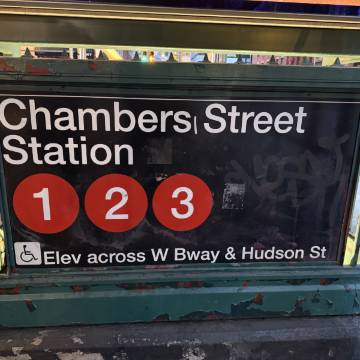 Chambers Street
Station
1 2 3
Elev across W Bway & Hudson St